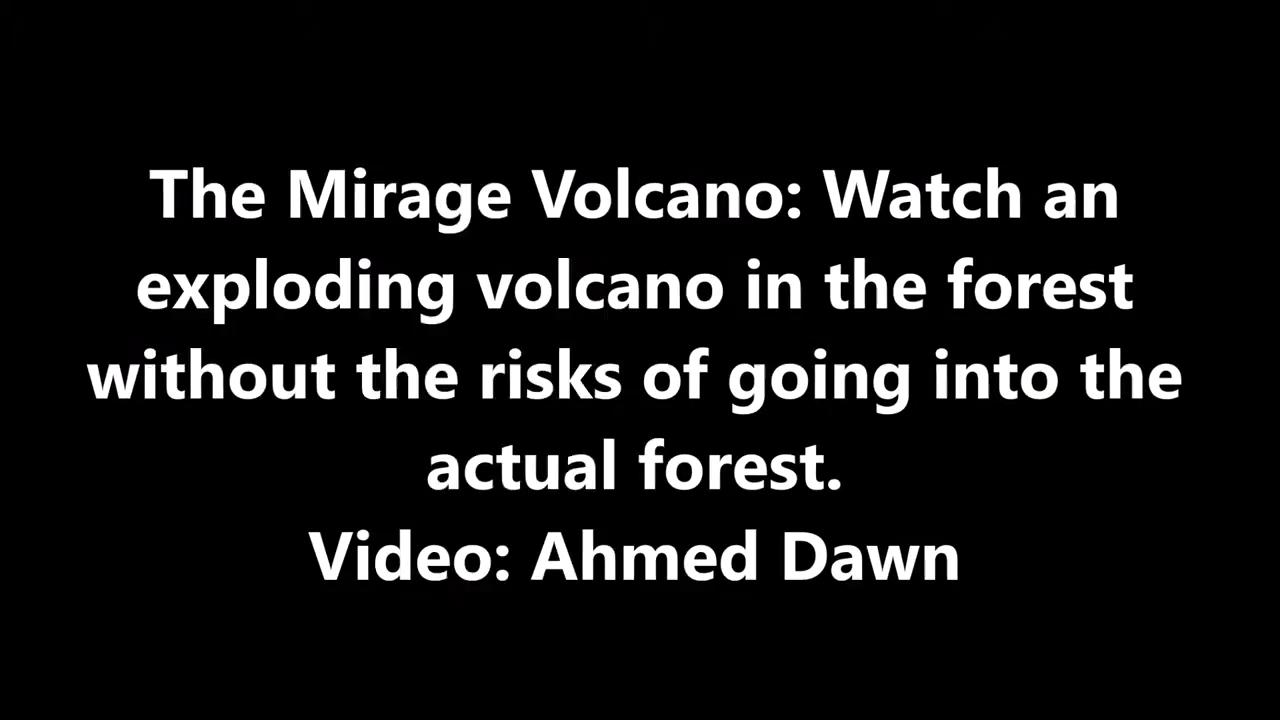 The Mirage Volcano: Watch an
exploding volcano in the forest
without the risks of going into the
actual forest.
Video: Ahmed Dawn